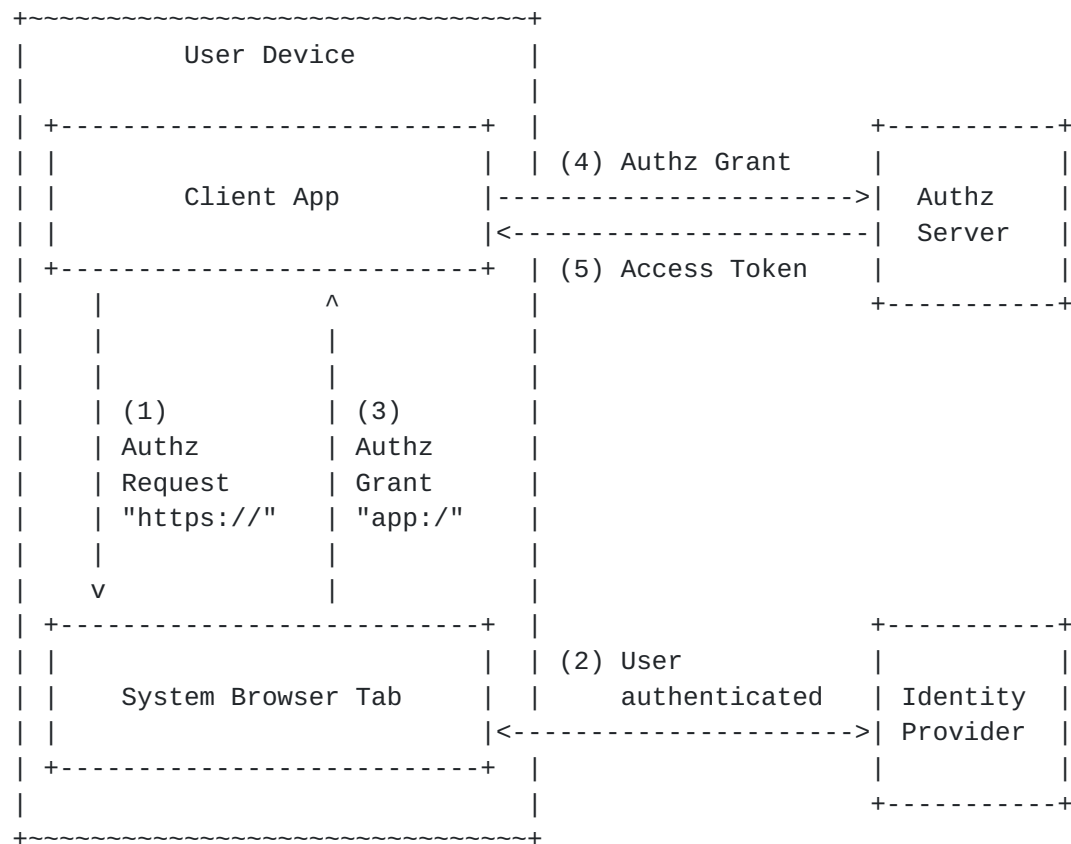 User Device
(4) Authz Grant
Client App
Authz
Server
(5) Access Token
(1)
Authz
Request
"https://"
(3)
Authz
Grant
"app:/"
(2) User
authenticated
System Browser Tab
Identity
Provider